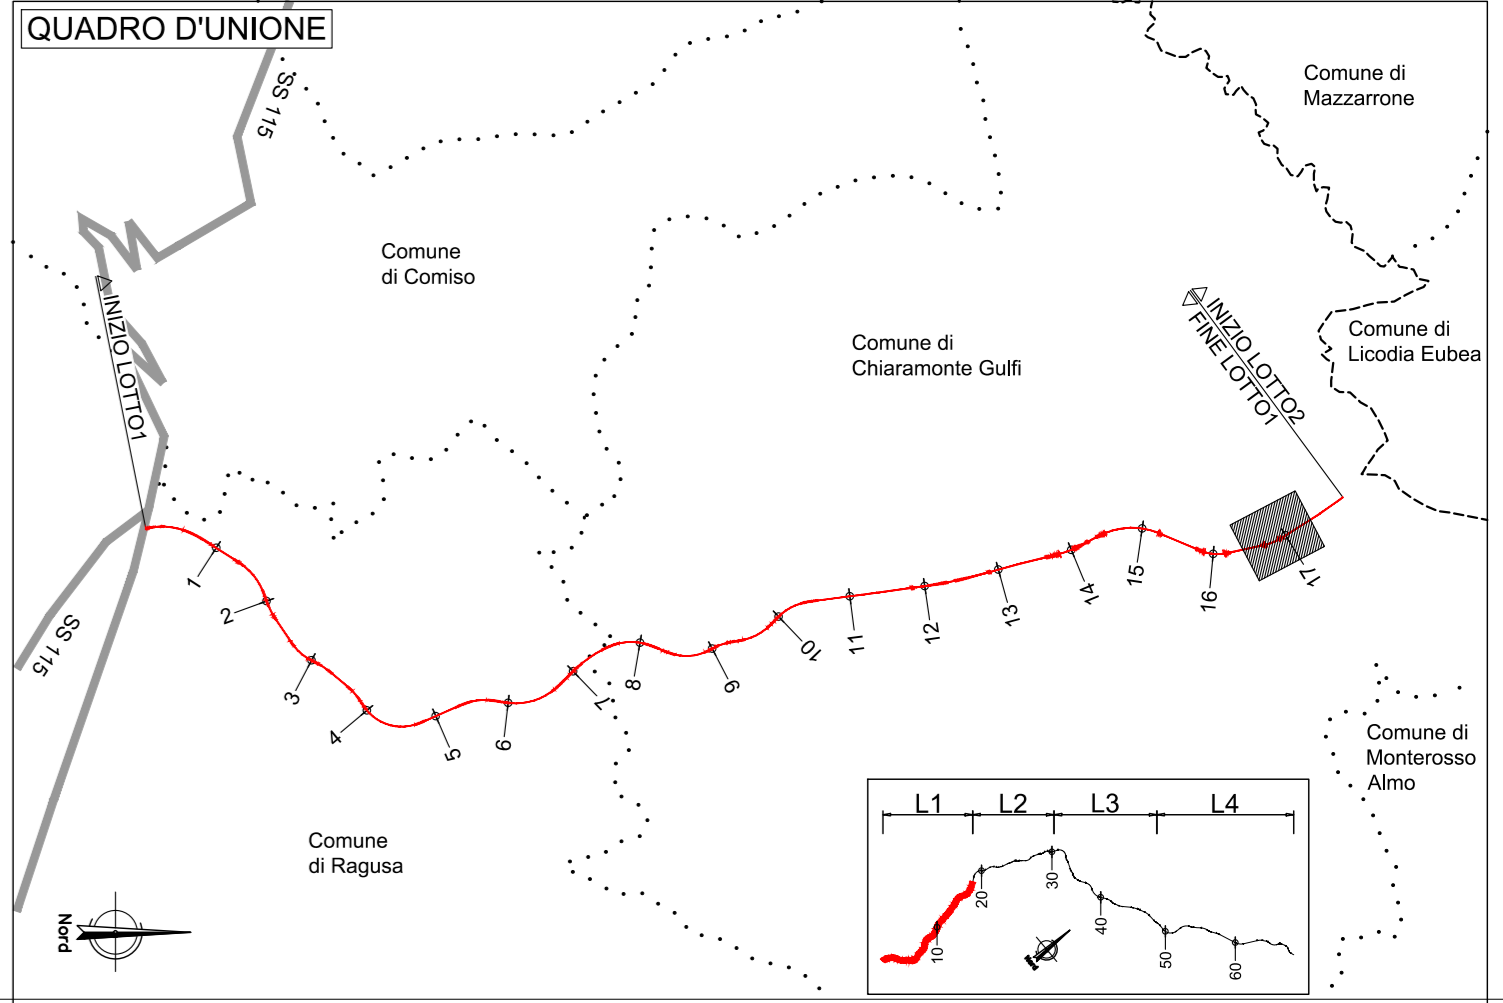 QUADRO D'UNIONE
SS 115
Comune di
Mazzarrone
Comune
di Comiso
INIZIO LOTTO1
Comune di
Chiaramonte Gulfi
INIZIO LOTTO2
FINE LOTTO1
Comune di
Licodia Eubea
1
2
3
4
5
6
7
8
9
10
11
12
13
14
15
16
17
SS 115
Comune di
Monterosso
Almo
Comune
di Ragusa
Nord
L1 L2 L3 L4
10
20
30
40
50
60
Nord